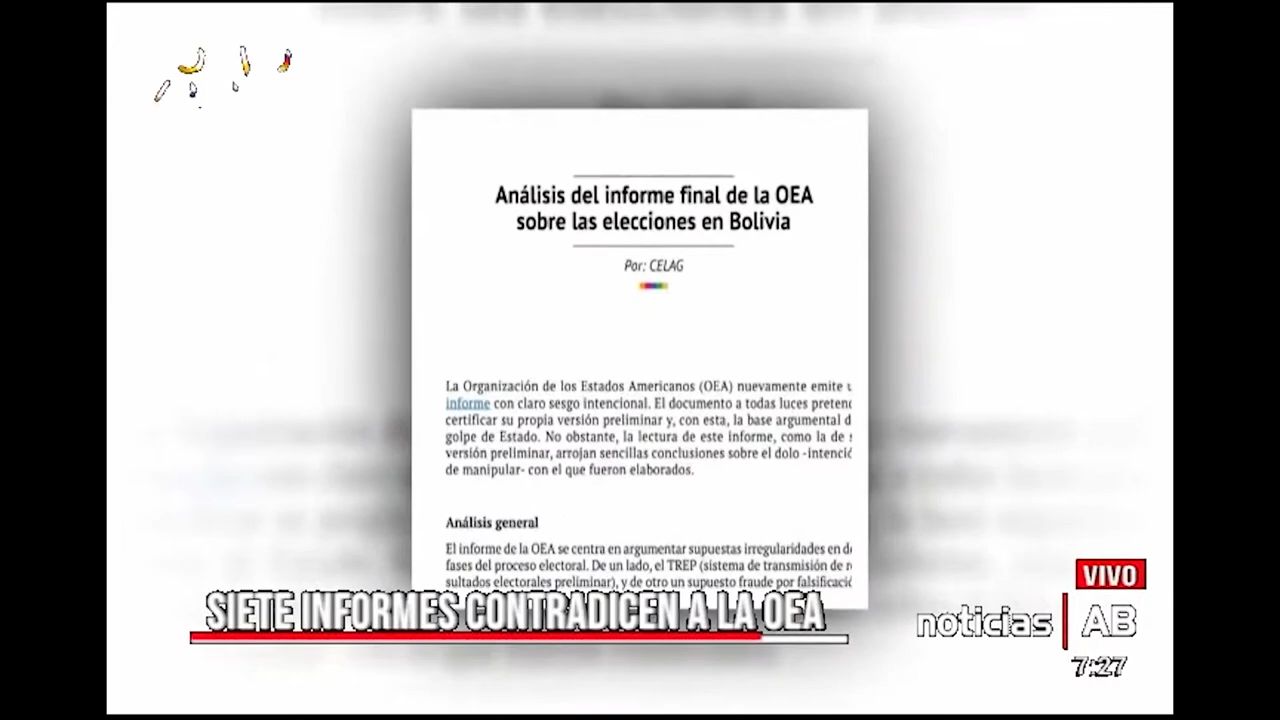 Análisis del informe final de la OEA
sobre las elecciones en Bolivia
Por: CELAG
La Organización de los Estados Americanos (OEA) nuevamente emite
informe con claro sesgo intencional. El documento a todas luces
certificar su propia versión preliminar y, con esta, la base argumental
golpe de Estado. No obstante, la lectura de este informe, como la de
versión preliminar, arrojan sencillas conclusiones sobre el dolo
de manipular- con el que fueron elaborados.
Análisis general
El informe de la OEA se centra en argumentar supuestas irregularidades en
fases del proceso electoral. De un lado, el TREP (sistema de transmisión de
sultados electorales preliminar), y de otro un supuesto fraude por
SIETE INFORMES CONTRADICEN A LA OEA
VIVO
noticias AB
7:27